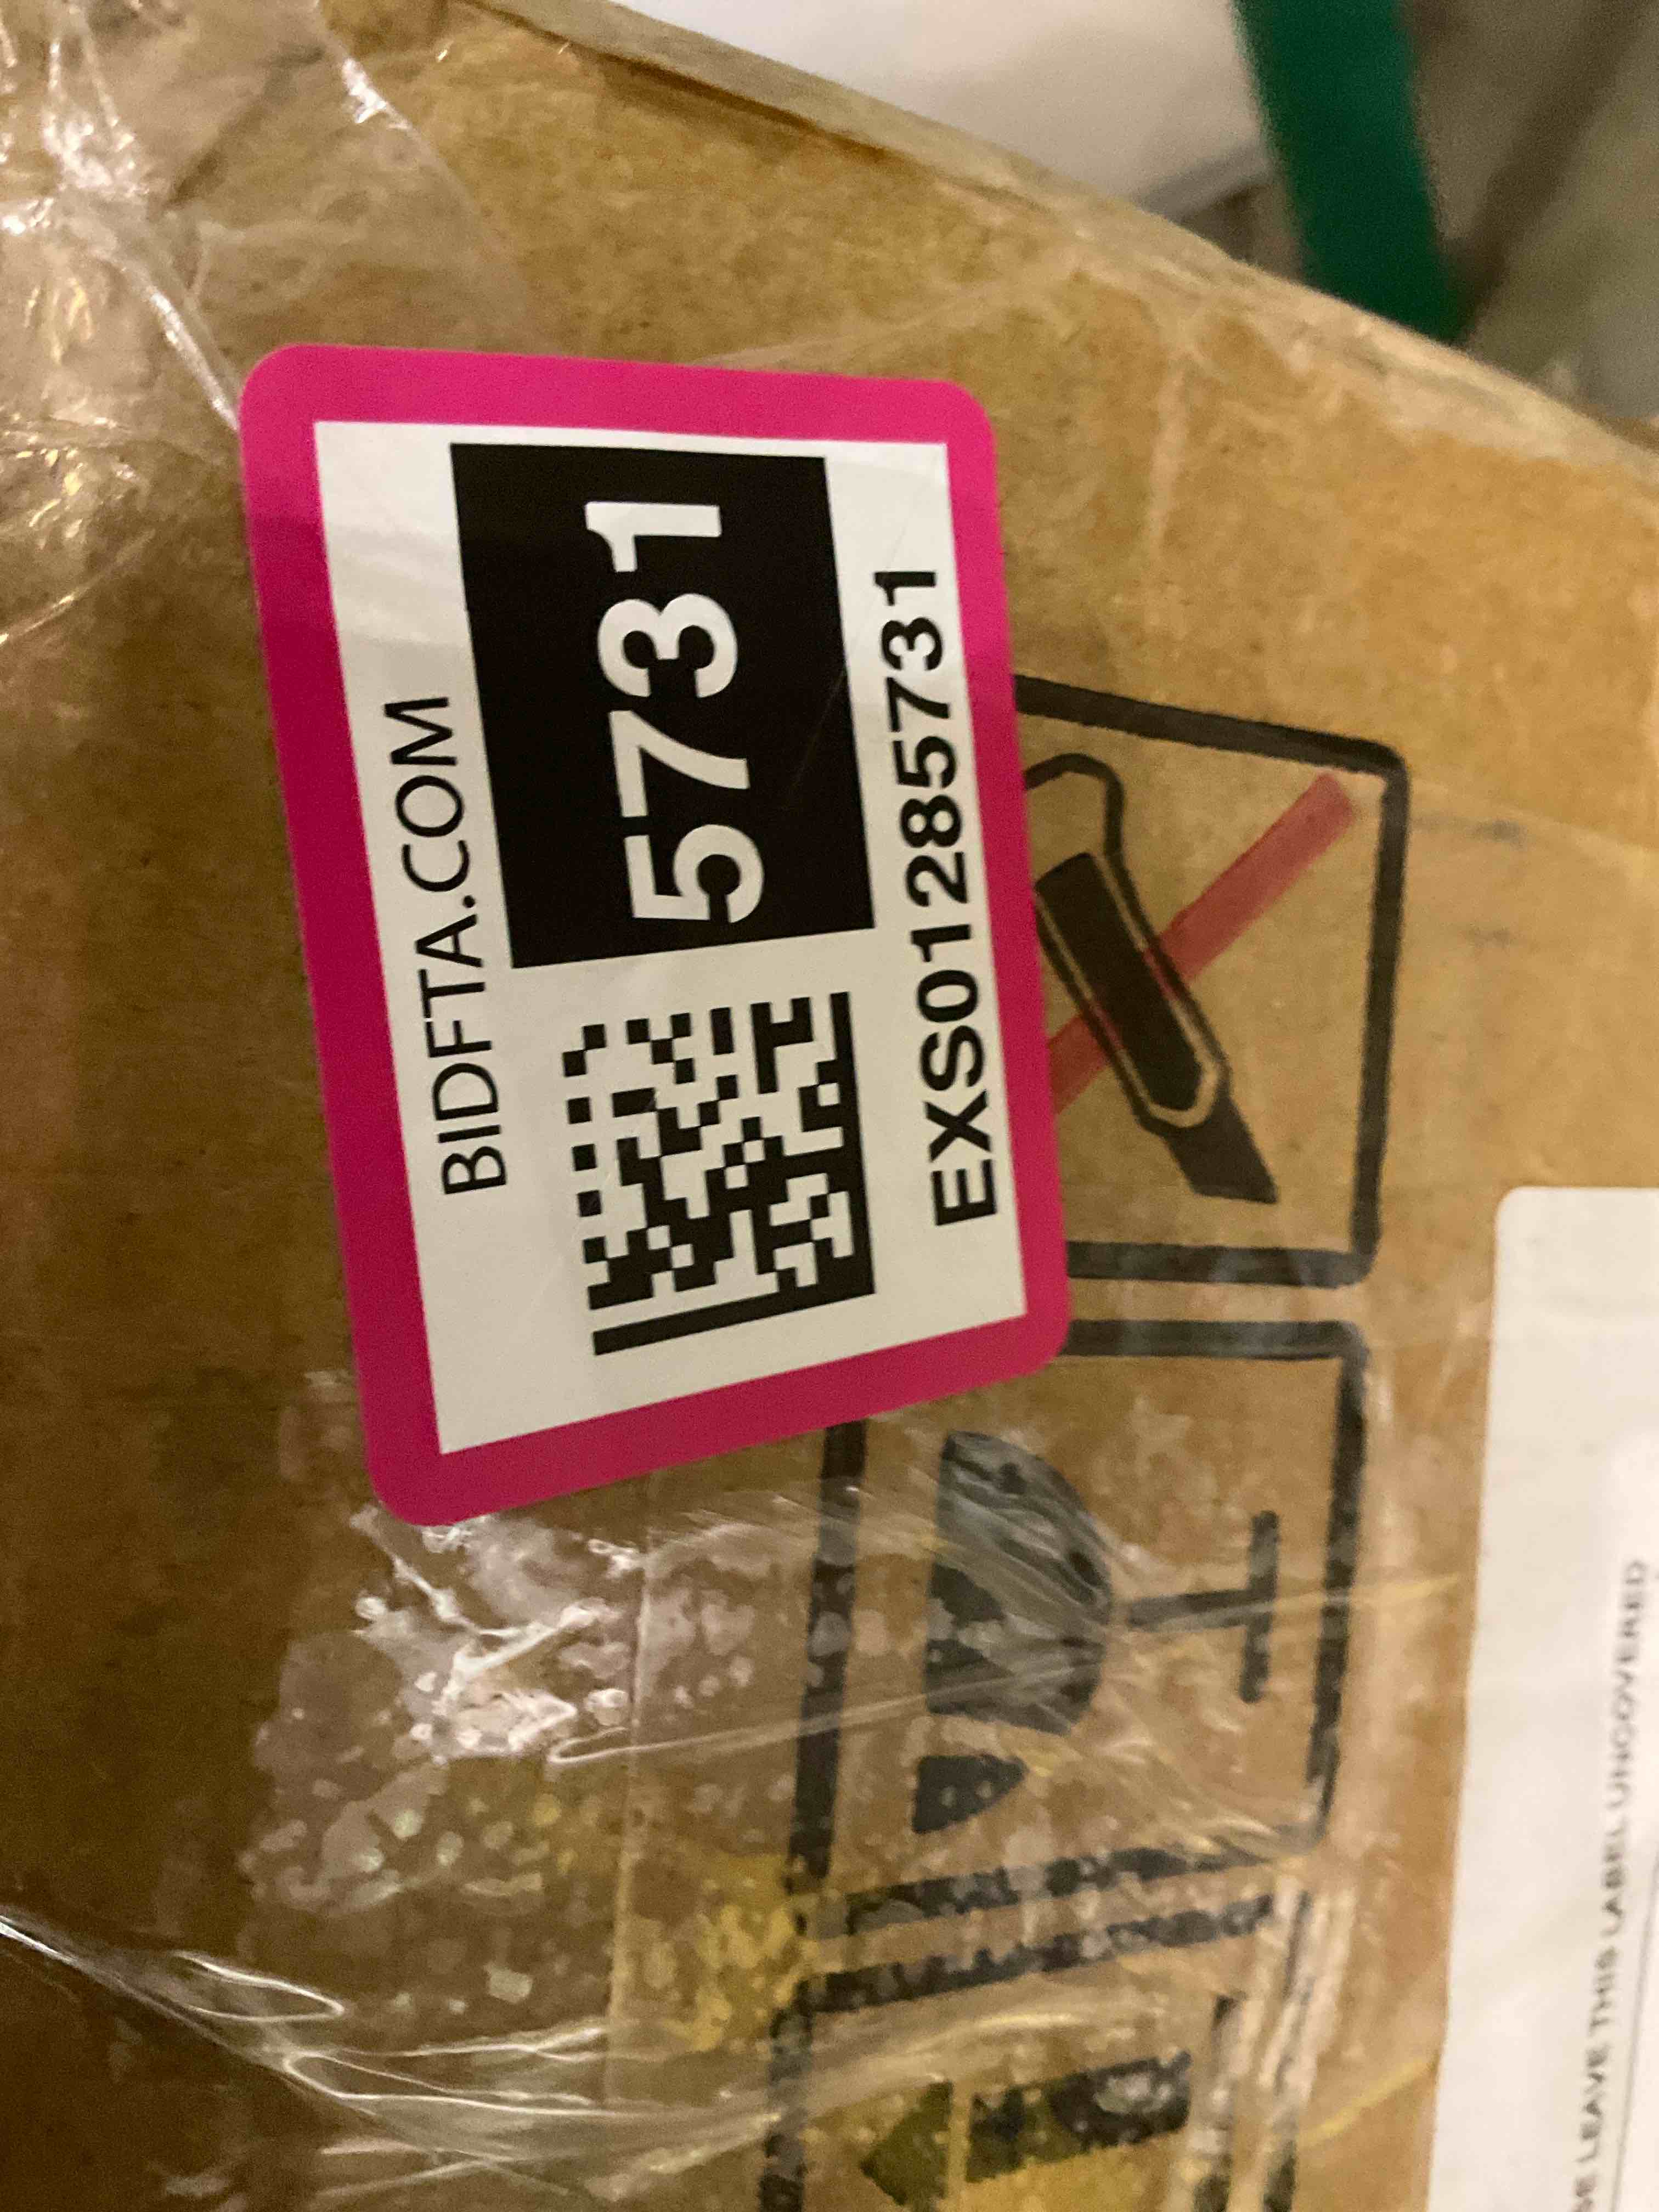 BIDFTA.COM
5731
EXS01285731
LEAVE THIS LABEL UNCOVERED